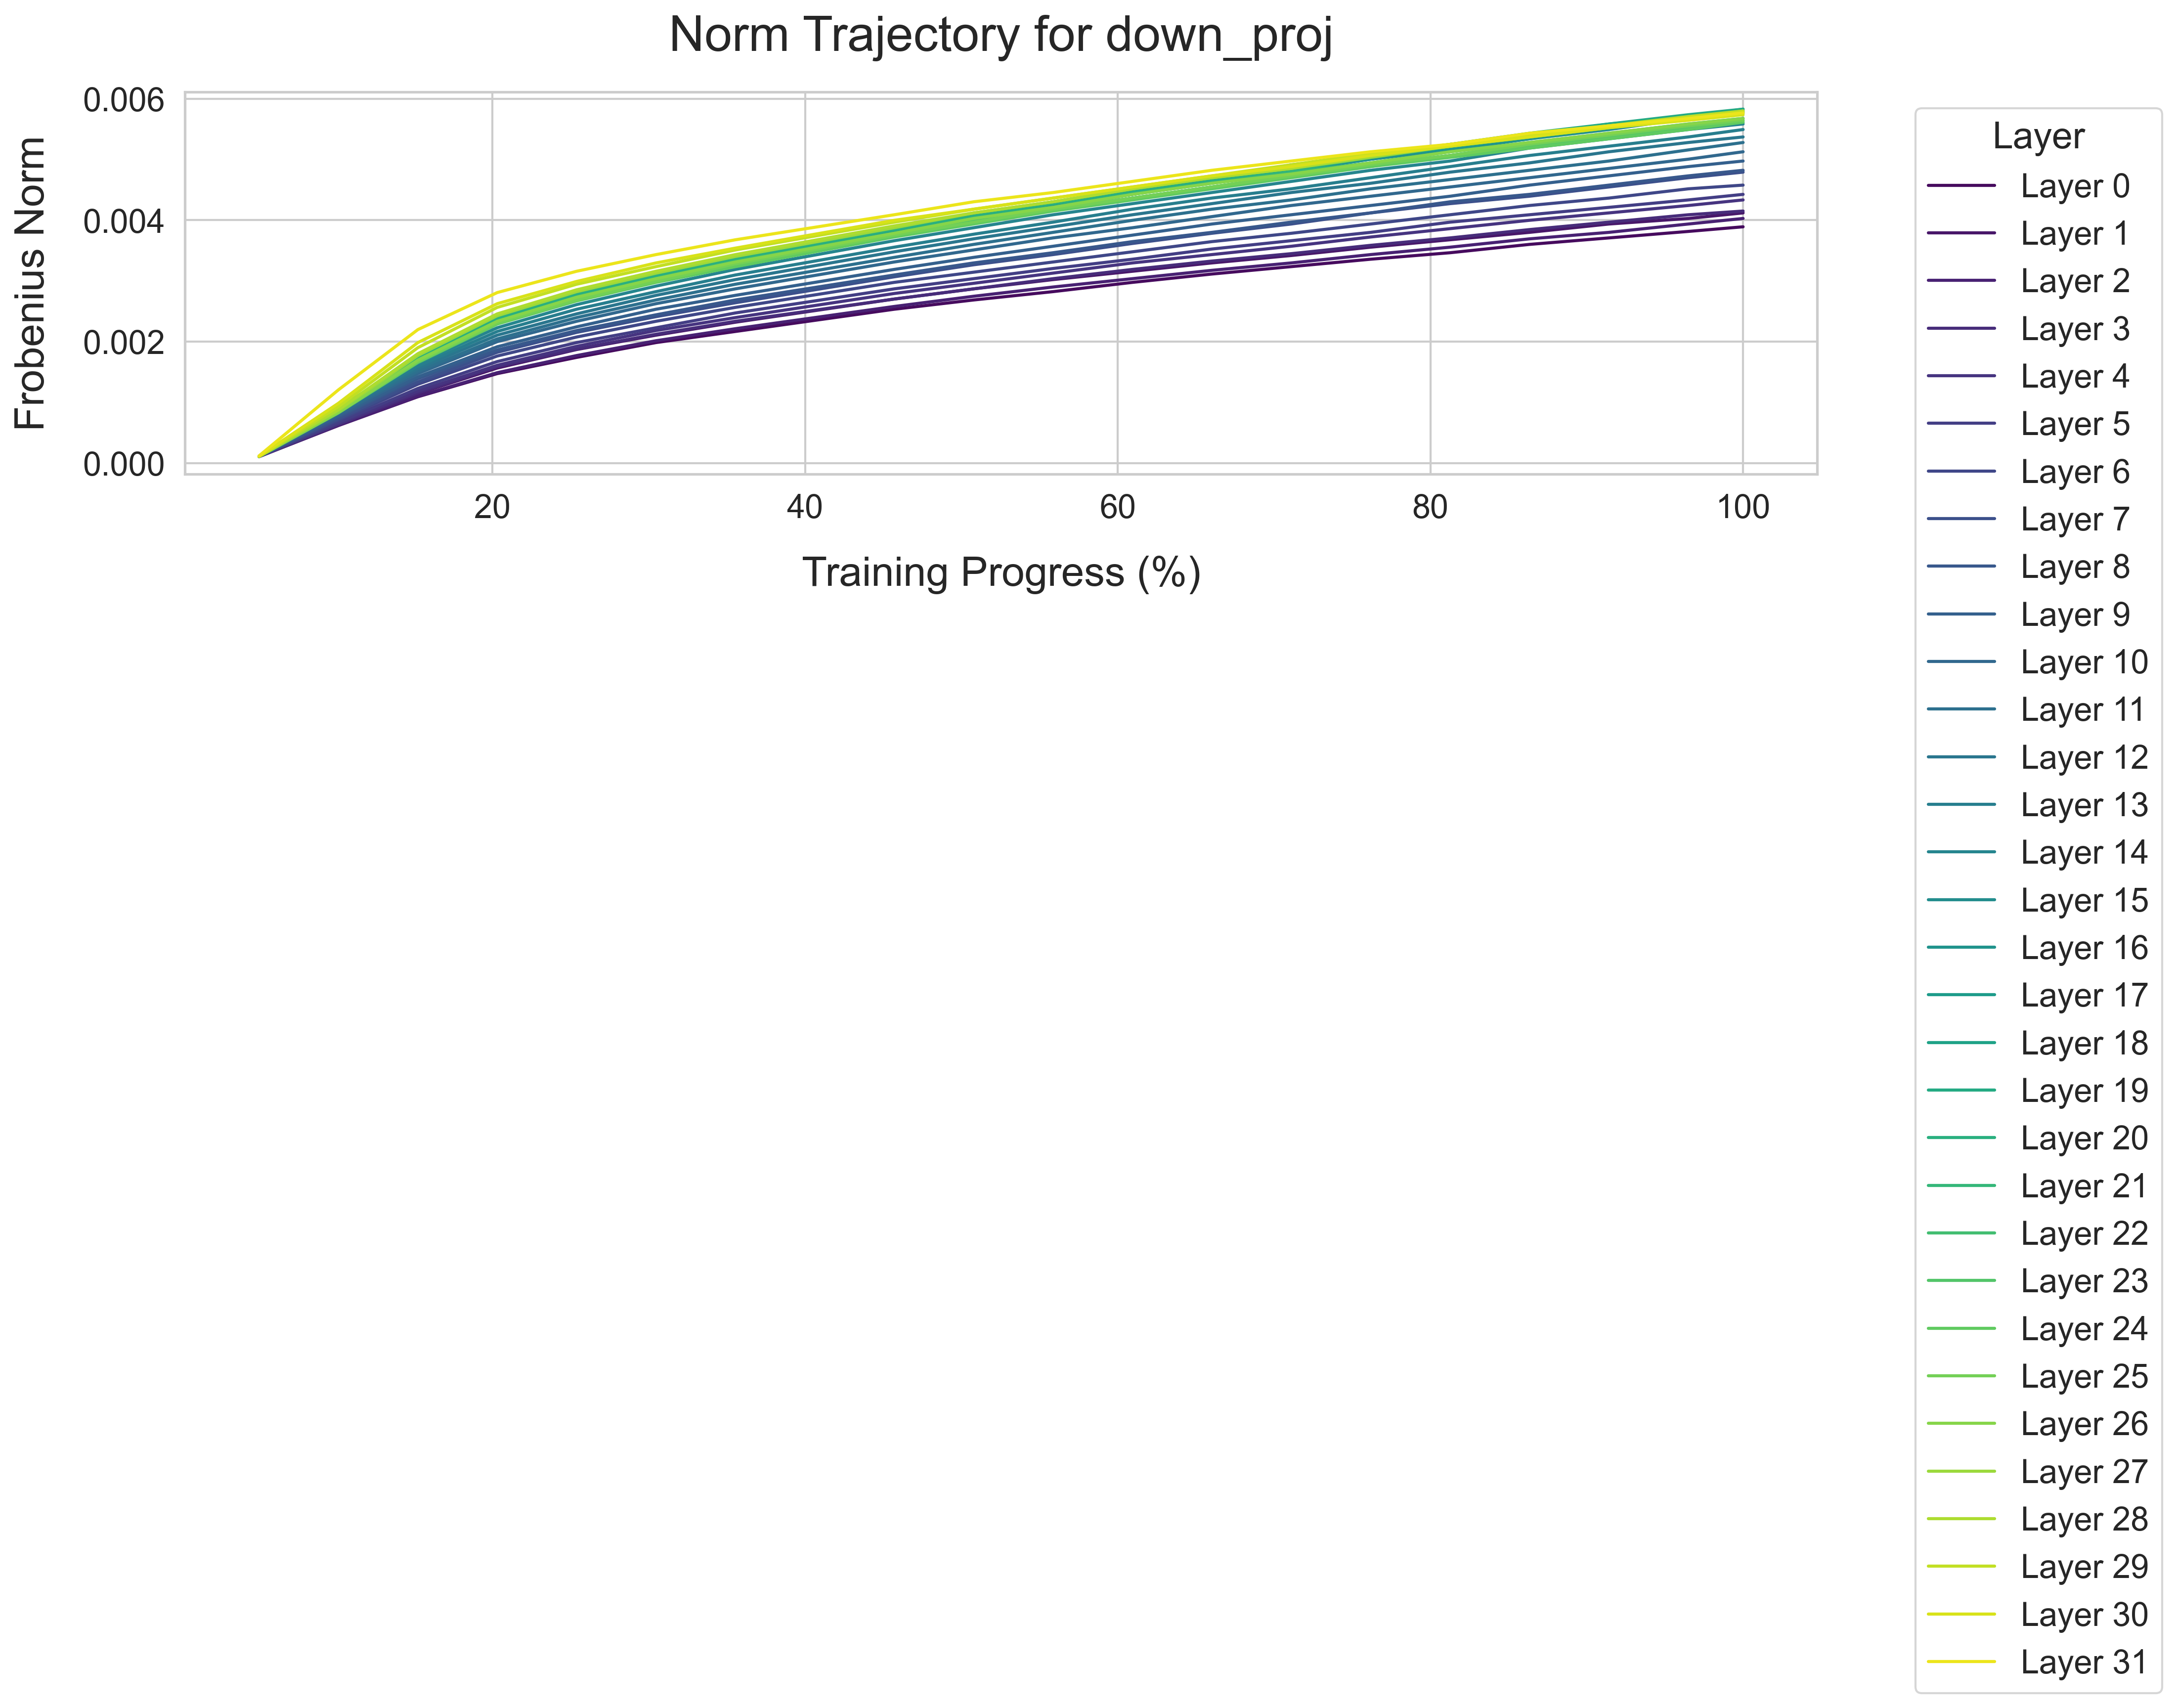 Norm Trajectory for down_proj
Frobenius Norm
0.006
0.004
0.002
0.000
20 40 60 80 100
Training Progress (%)
Layer
Layer 0
Layer 1
Layer 2
Layer 3
Layer 4
Layer 5
Layer 6
Layer 7
Layer 8
Layer 9
Layer 10
Layer 11
Layer 12
Layer 13
Layer 14
Layer 15
Layer 16
Layer 17
Layer 18
Layer 19
Layer 20
Layer 21
Layer 22
Layer 23
Layer 24
Layer 25
Layer 26
Layer 27
Layer 28
Layer 29
Layer 30
Layer 31